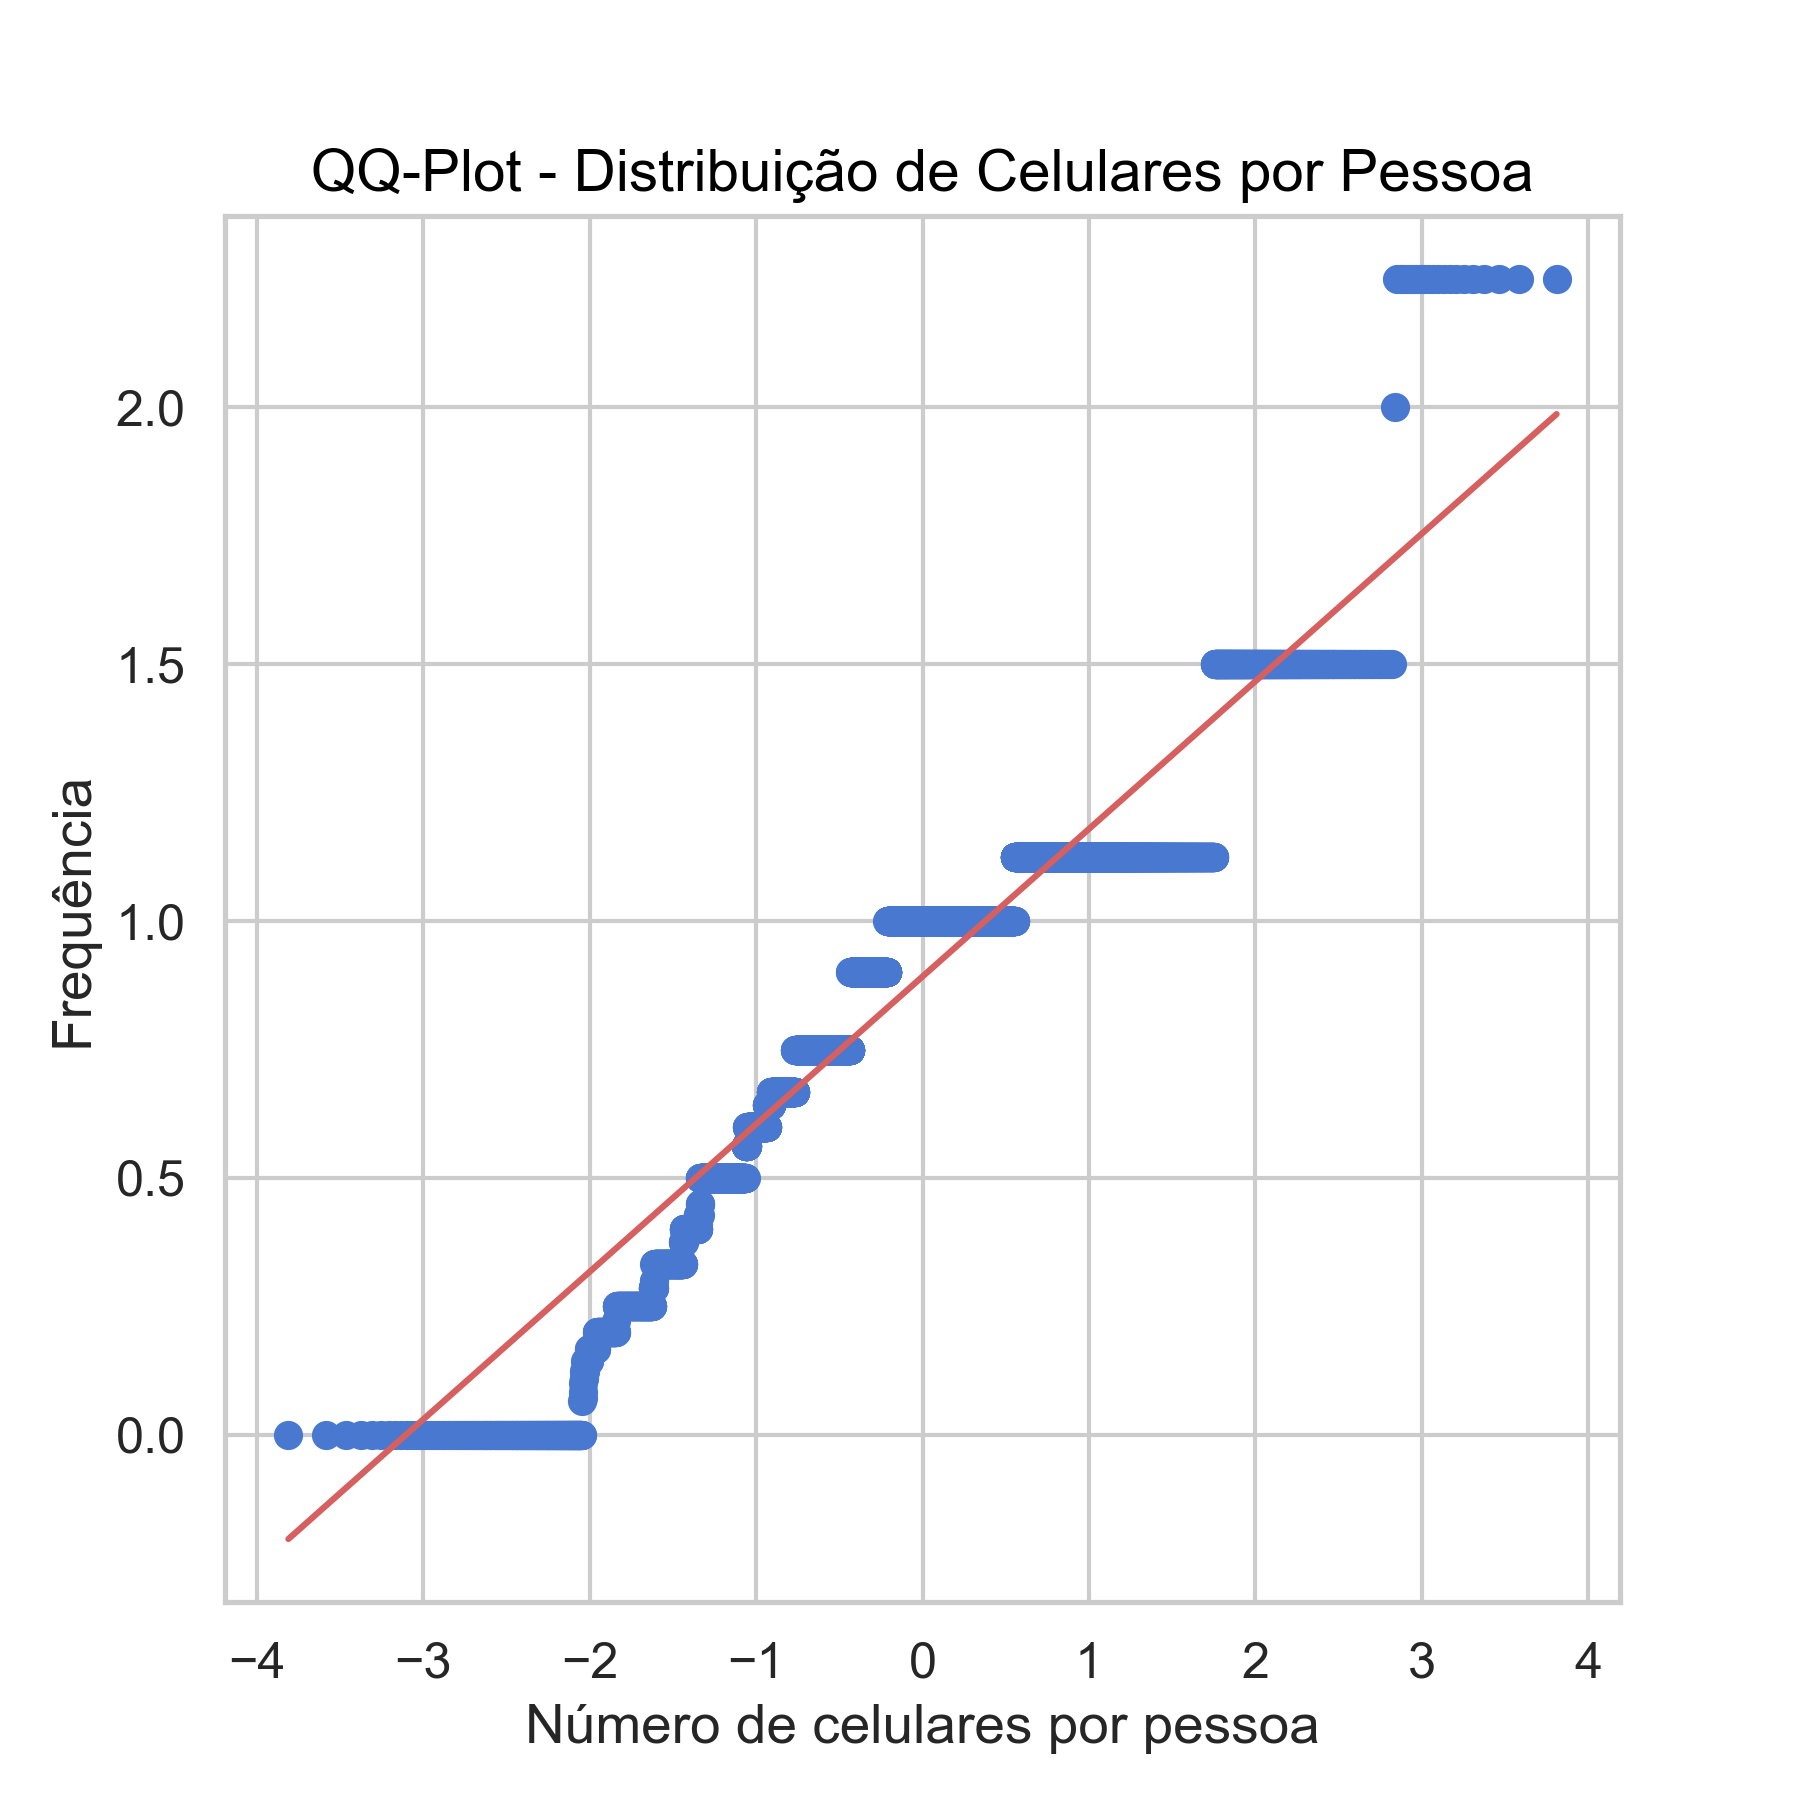 QQ-Plot - Distribuição de Celulares por Pessoa
2.0
1.5
1.0
0.5
0.0
Frequência
−4 −3 −2 −1 0 1 2 3 4
Número de celulares por pessoa